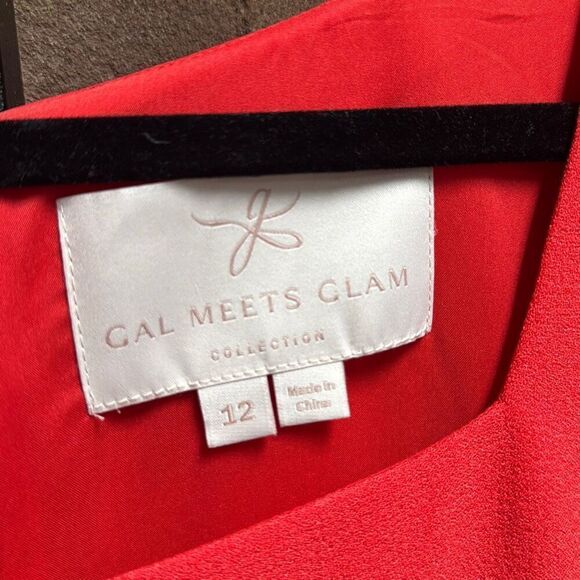 g
GAL MEETS GLAM
COLLECTION
12
Made in
China